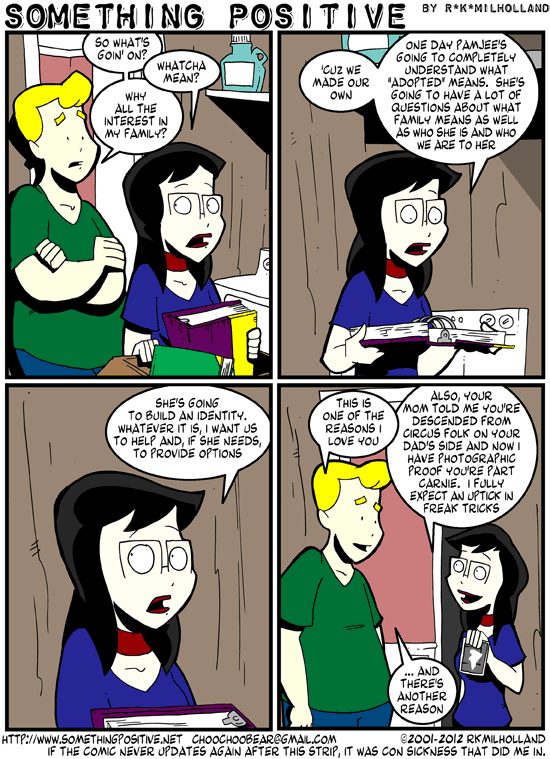 SOMETHING POSITIVE BY R*K*MILHOLLAND
SO WHAT'S
GOIN' ON?
WHATCHA
MEAN?
WHY
ALL THE
INTEREST IN
MY FAMILY?
'CUZ WE
MADE OUR
OWN
ONE DAY PAMJEE'S
GOING TO COMPLETELY
UNDERSTAND WHAT
"ADOPTED" MEANS. SHE'S
GOING TO HAVE A LOT OF
QUESTIONS ABOUT WHAT
FAMILY MEANS AS WELL
AS WHO SHE IS AND WHO
WE ARE TO HER
SHE'S GOING
TO BUILD AN IDENTITY.
WHATEVER IT IS, I WANT US
TO HELP AND, IF SHE NEEDS,
TO PROVIDE OPTIONS
THIS IS
ONE OF THE
REASONS I
LOVE YOU
ALSO, YOUR
MOM TOLD ME YOU'RE
DESCENDED FROM
CIRCUS FOLK ON YOUR
DAD'S SIDE AND NOW I
HAVE PHOTOGRAPHIC
PROOF YOU'RE PART
CARNIE. I FULLY
EXPECT AN UPTICK IN
FREAK TRICKS
... AND
THERE'S
ANOTHER
REASON
HTTP://WWW.SOMETHINGPOSITIVE.NET CHOOCHOOBEAR@GMAIL.COM ©2001-2012 RKMILHOLLAND
IF THE COMIC NEVER UPDATES AGAIN AFTER THIS STRIP, IT WAS CON SICKNESS THAT DID ME IN.